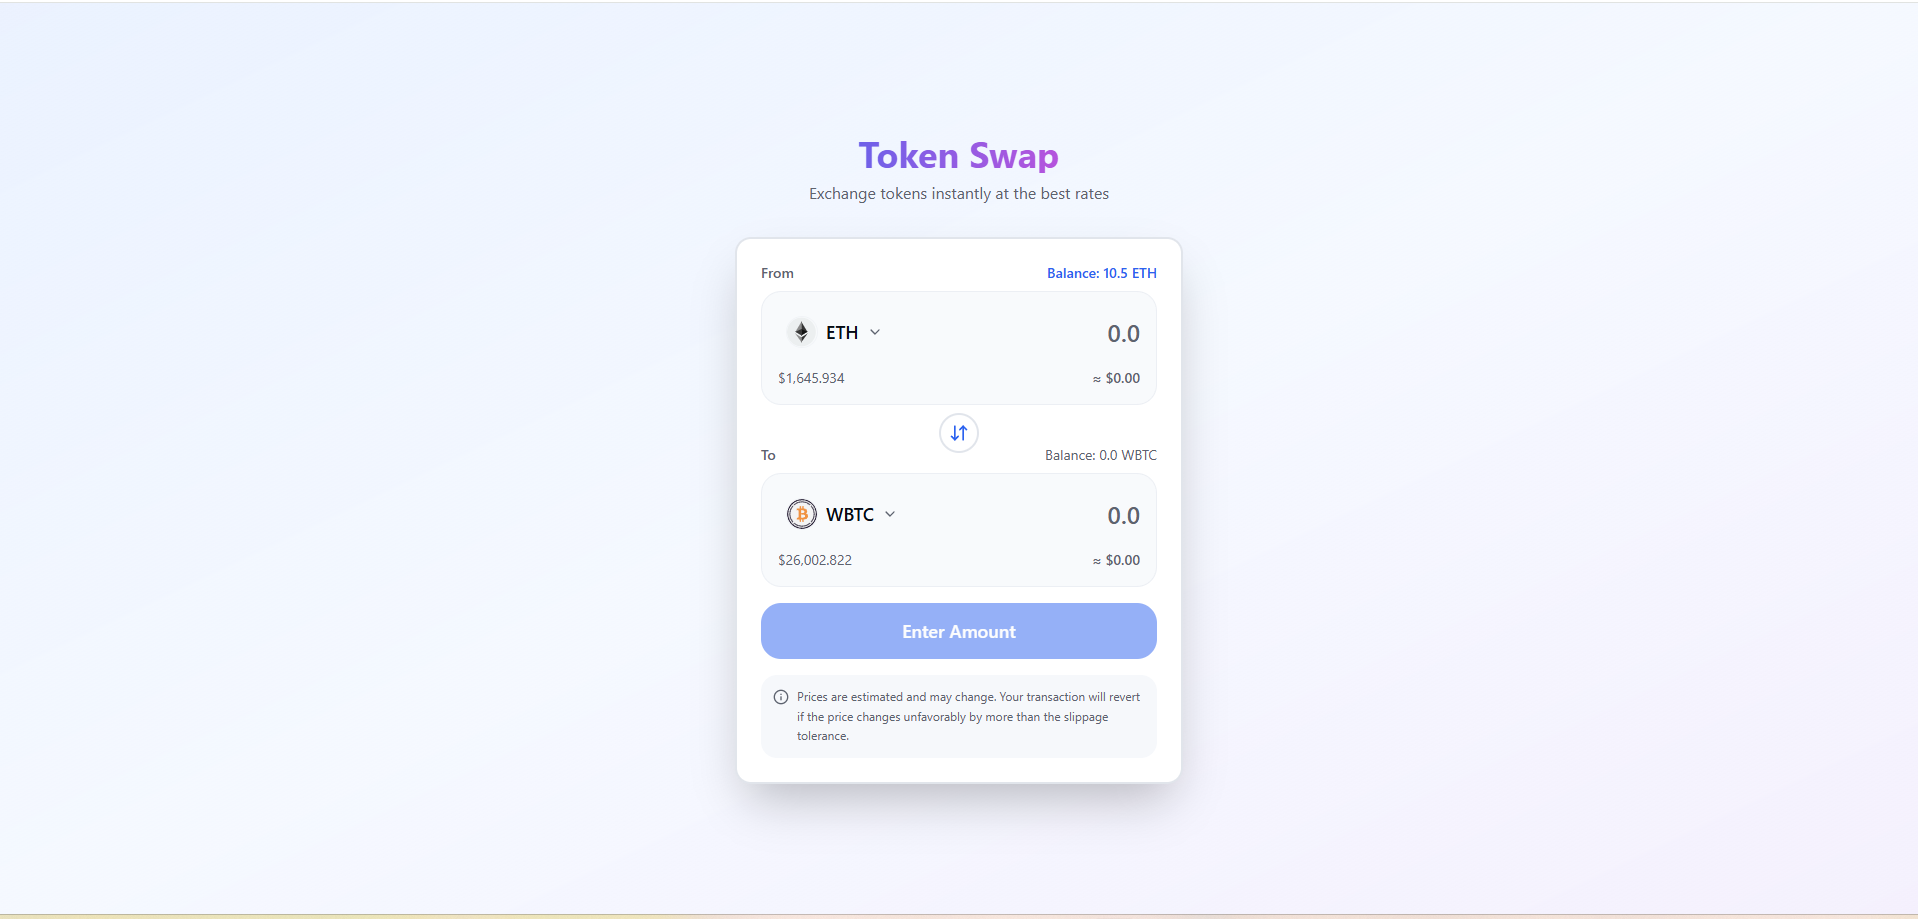 Token Swap
Exchange tokens instantly at the best rates
From
Balance: 10.5 ETH
ETH
0.0
$1,645.934
≈ $0.00
To
Balance: 0.0 WBTC
WBTC
0.0
$26,002.822
≈ $0.00
Enter Amount
Prices are estimated and may change. Your transaction will revert
if the price changes unfavorably by more than the slippage
tolerance.